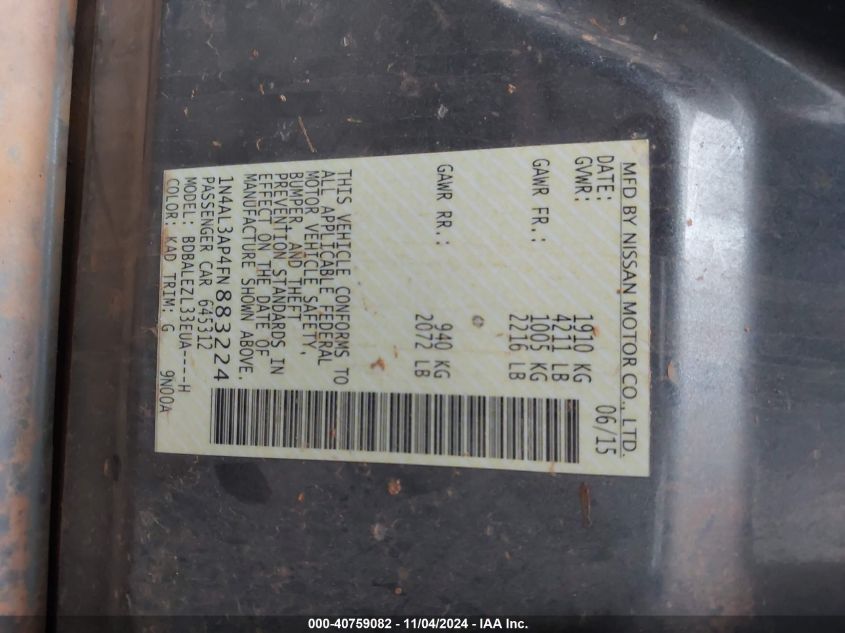 MFD BY NISSAN MOTOR CO., LTD.
DATE: 06/15
GVWR: 1910 KG
4211 LB
GAWR FR.: 1005 KG
2216 LB
GAWR RR.: 940 KG
2072 LB
THIS VEHICLE CONFORMS TO
ALL APPLICABLE FEDERAL
MOTOR VEHICLE SAFETY,
BUMPER, AND THEFT
PREVENTION STANDARDS IN
EFFECT ON THE DATE OF
MANUFACTURE SHOWN ABOVE.
1N4AL3AP4FN883224
PASSENGER CAR 645312
MODEL: BDBALEZL33EUA----H
COLOR: KAD TRIM: G 9N00A
000-40759082 - 11/04/2024 - IAA Inc.